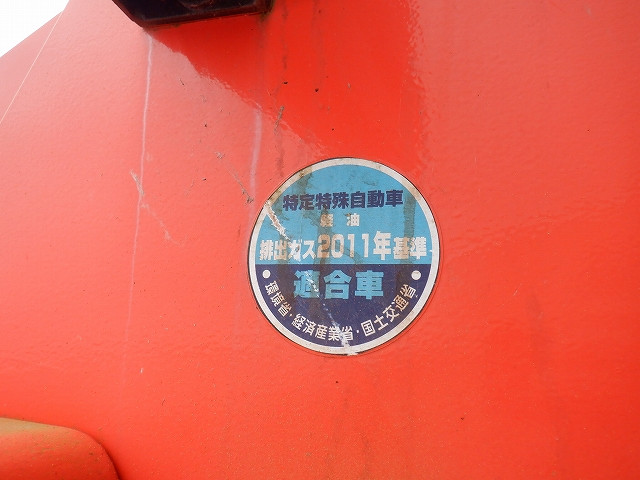 特定特殊自動車
軽油
排出ガス2011年基準
適合車
環境省・経済産業省・国土交通省